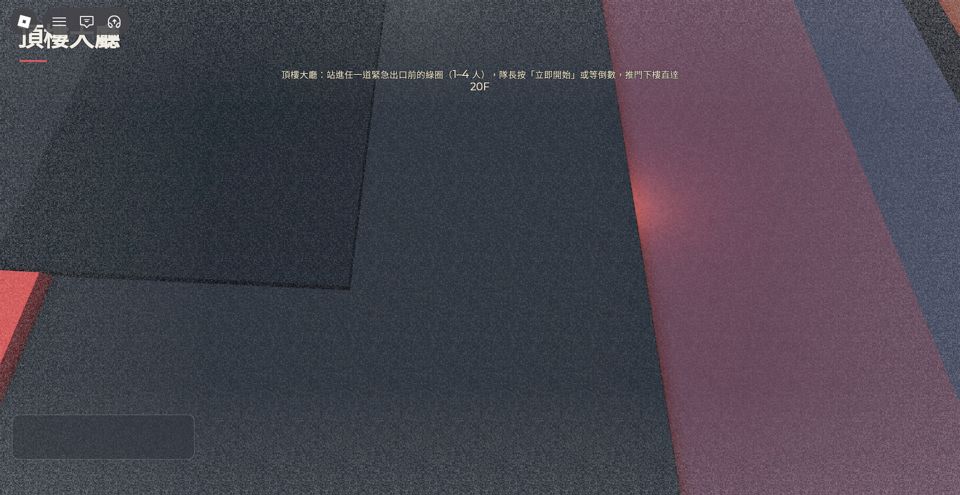 頂樓大廳
頂樓大廳：站進任一道緊急出口前的綠圈（1–4 人），隊長按「立即開始」或等倒數，推門下樓直達
20F